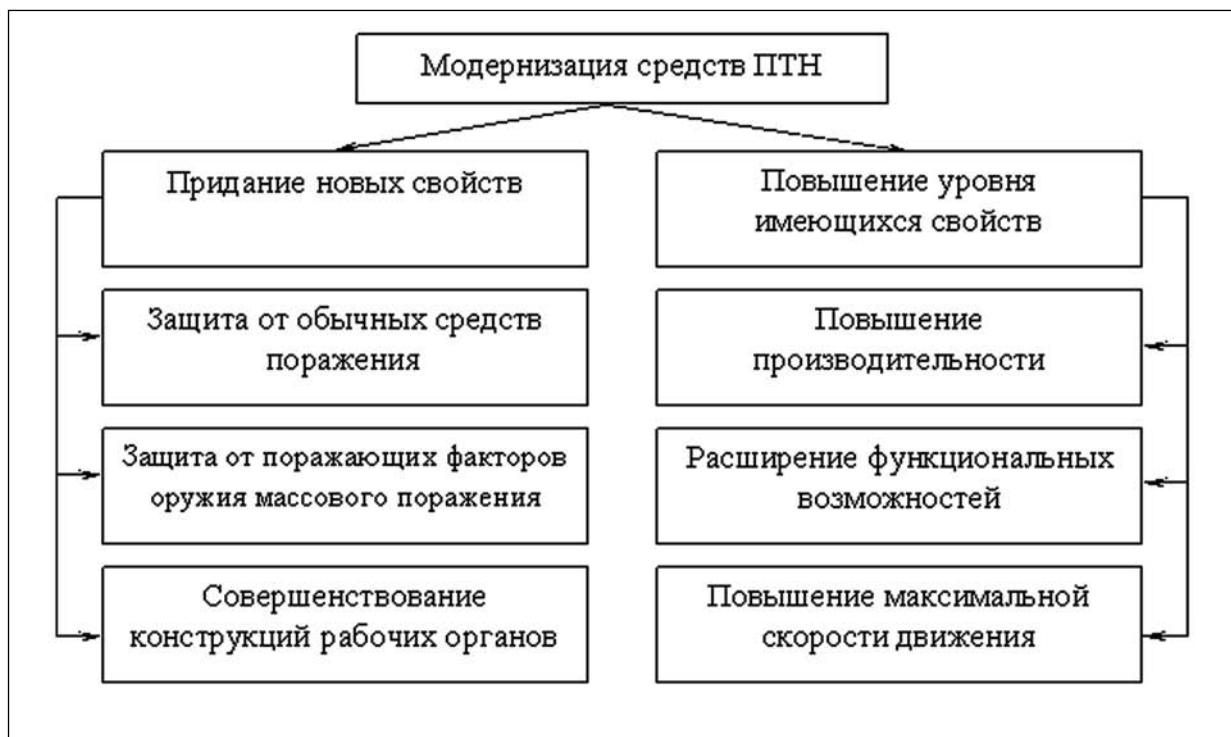 Модернизация средств ПТН
Придание новых свойств
Защита от обычных средств
поражения
Защита от поражающих факторов
оружия массового поражения
Совершенствование
конструкций рабочих органов
Повышение уровня
имеющихся свойств
Повышение
производительности
Расширение функциональных
возможностей
Повышение максимальной
скорости движения